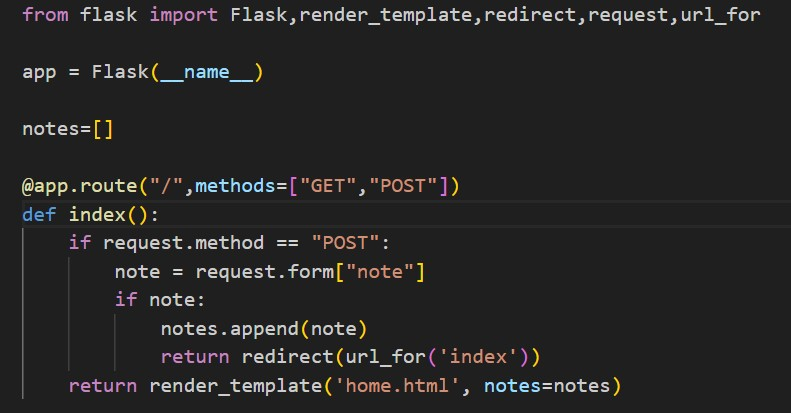 from flask import Flask,render_template,redirect,request,url_for
app = Flask(__name__)
notes=[]
@app.route("/",methods=["GET","POST"])
def index():
    if request.method == "POST":
        note = request.form["note"]
        if note:
            notes.append(note)
            return redirect(url_for('index'))
    return render_template('home.html', notes=notes)